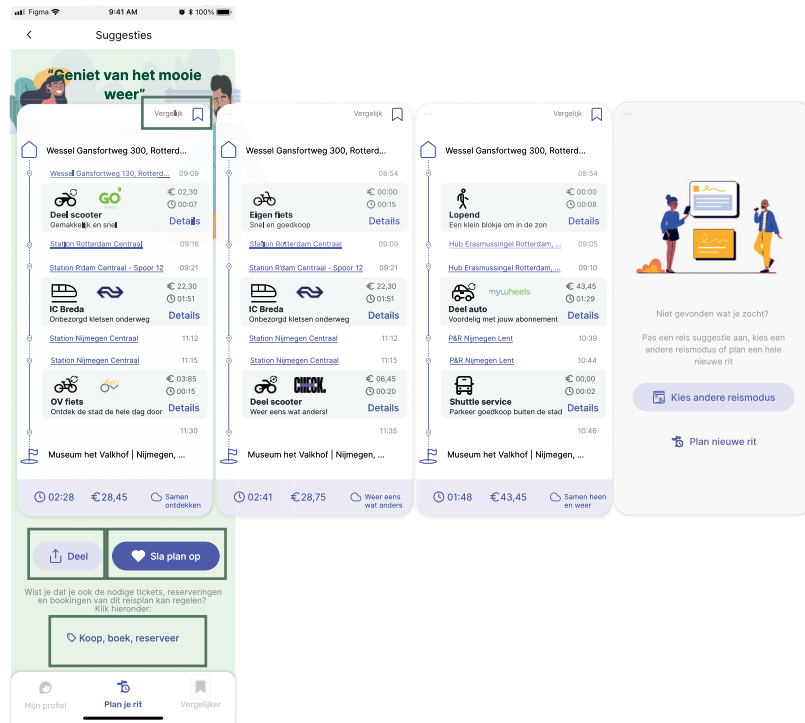 Figma
9:41 AM
100%
Suggesties
“Geniet van het mooie
weer”
Vergelijk
Wessel Gansfortweg 300, Rotterd...
Wessel Gansfortweg 130, Rotterd...
09:09
GO
€ 02,30
00:07
Deel scooter
Gemakkelijk en snel
Details
Station Rotterdam Centraal
09:16
Station R'dam Centraal - Spoor 12
09:21
€ 22,30
01:51
IC Breda
Onbezorgd kletsen onderweg
Details
Station Nijmegen Centraal
11:12
Station Nijmegen Centraal
11:15
€ 03:85
00:15
OV fiets
Ontdek de stad de hele dag door
Details
11:30
Museum het Valkhof | Nijmegen, ...
02:28
€28,45
Samen
ontdekken
Vergelijk
Wessel Gansfortweg 300, Rotterd...
08:54
€ 00:00
00:15
Eigen fiets
Snel en goedkoop
Details
Station Rotterdam Centraal
09:09
Station R'dam Centraal - Spoor 12
09:21
€ 22,30
01:51
IC Breda
Onbezorgd kletsen onderweg
Details
Station Nijmegen Centraal
11:12
Station Nijmegen Centraal
11:15
CHECK.
€ 06,45
00:20
Deel scooter
Weer eens wat anders!
Details
11:35
Museum het Valkhof | Nijmegen, ...
02:41
€28,75
Weer eens
wat anders
Vergelijk
Wessel Gansfortweg 300, Rotterd...
08:54
€ 00:00
00:08
Lopend
Een klein blokje om in de zon
Details
Hub Erasmussingel Rotterdam, ...
09:05
Hub Erasmussingel Rotterdam, ...
09:10
mywheels
€ 43,45
01:29
Deel auto
Voordelig met jouw abonnement
Details
P&R Nijmegen Lent
10:39
P&R Nijmegen Lent
10:44
€ 00,00
00:02
Shuttle service
Parkeer goedkoop buiten de stad
Details
10:46
Museum het Valkhof | Nijmegen, ...
01:48
€43,45
Samen heen
en weer
Niet gevonden wat je zocht?
Pas een reis suggestie aan, kies een
andere reismodus of plan een hele
nieuwe rit
Kies andere reismodus
Plan nieuwe rit
Deel
Sla plan op
Wist je dat je ook de nodige tickets, reserveringen
en bookingen van dit reisplan kan regelen?
Klik hieronder:
Koop, boek, reserveer
Mijn profiel
Plan je rit
Vergelijker